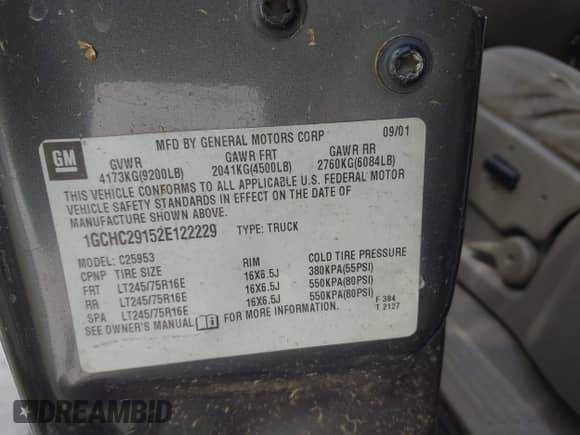 GM
MFD BY GENERAL MOTORS CORP 09/01
GVWR GAWR FRT GAWR RR
4173KG(9200LB) 2041KG(4500LB) 2760KG(6084LB)
THIS VEHICLE CONFORMS TO ALL APPLICABLE U.S. FEDERAL MOTOR
VEHICLE SAFETY STANDARDS IN EFFECT ON THE DATE OF
MANUFACTURE SHOWN ABOVE.
1GCHC29152E122229 TYPE: TRUCK
MODEL: C25953
CPNP TIRE SIZE RIM COLD TIRE PRESSURE
FRT LT245/75R16E 16X6.5J 380KPA(55PSI)
RR LT245/75R16E 16X6.5J 550KPA(80PSI)
SPA LT245/75R16E 16X6.5J 550KPA(80PSI)
SEE OWNER'S MANUAL FOR MORE INFORMATION.
F 384
T 2127
DREAMBID